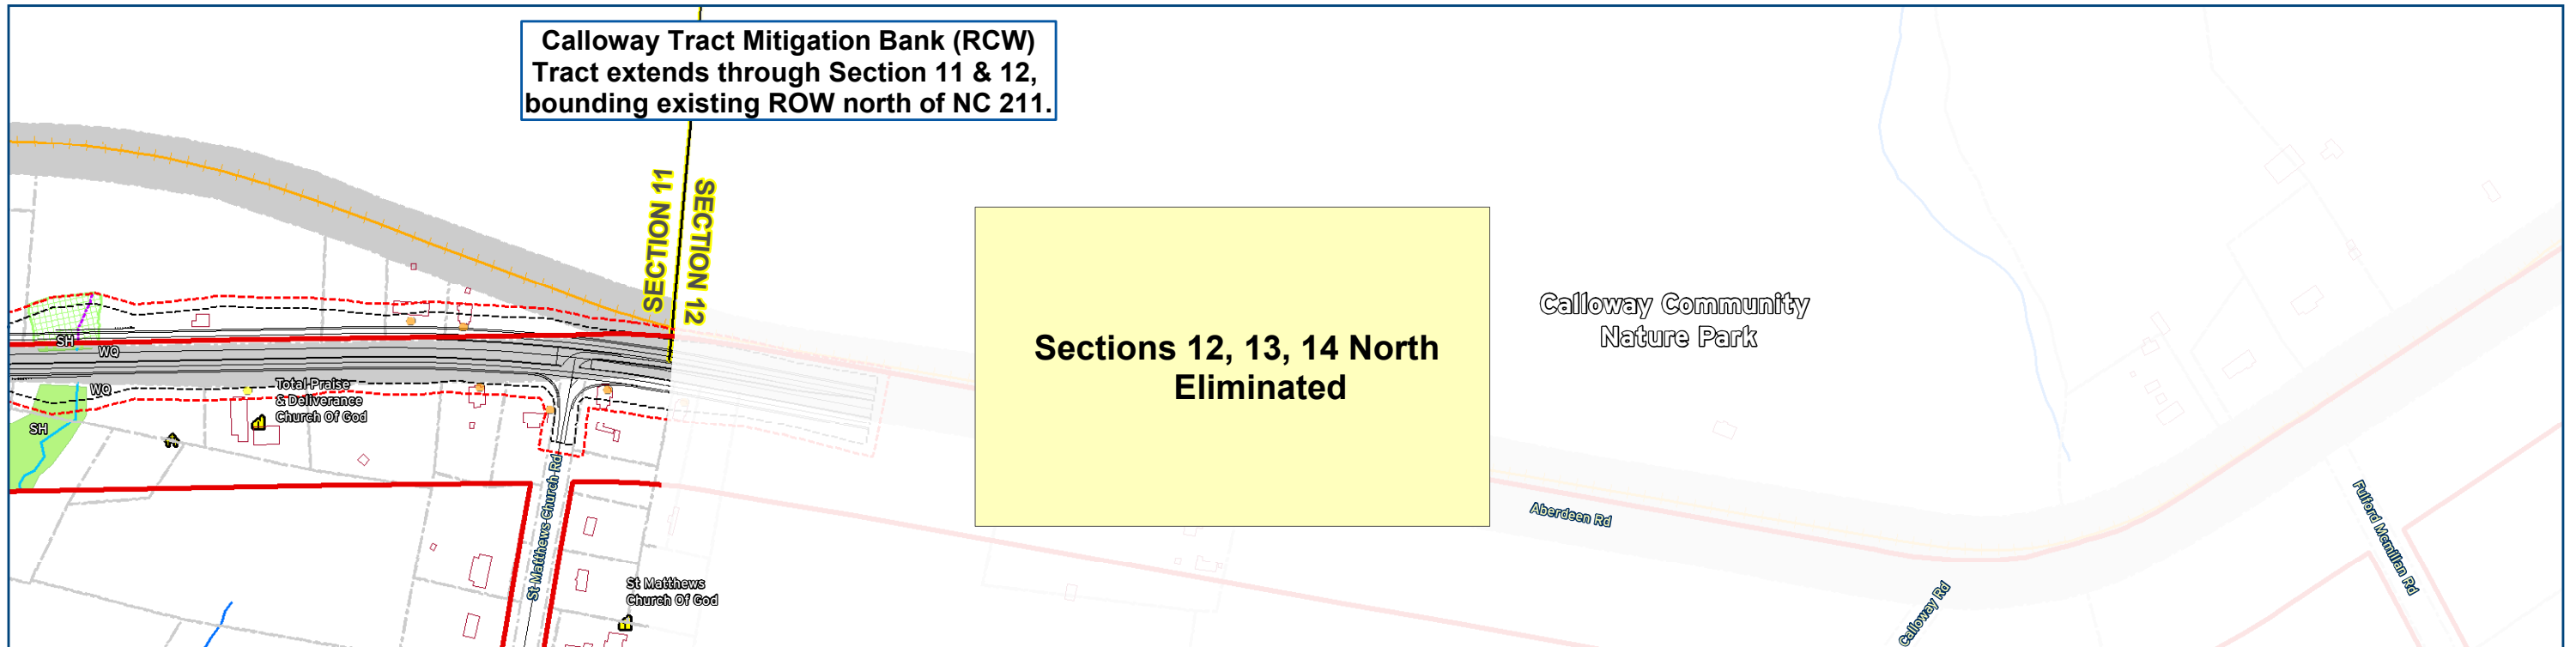 Calloway Tract Mitigation Bank (RCW)
Tract extends through Section 11 & 12,
bounding existing ROW north of NC 211.
SECTION 11
SECTION 12
Sections 12, 13, 14 North
Eliminated
Calloway Community
Nature Park
SH
WQ
WQ
SH
Total Praise
& Deliverance
Church Of God
St Matthews Church Rd
St Matthews
Church Of God
Aberdeen Rd
Calloway Rd
Fulford Mcmillan Rd